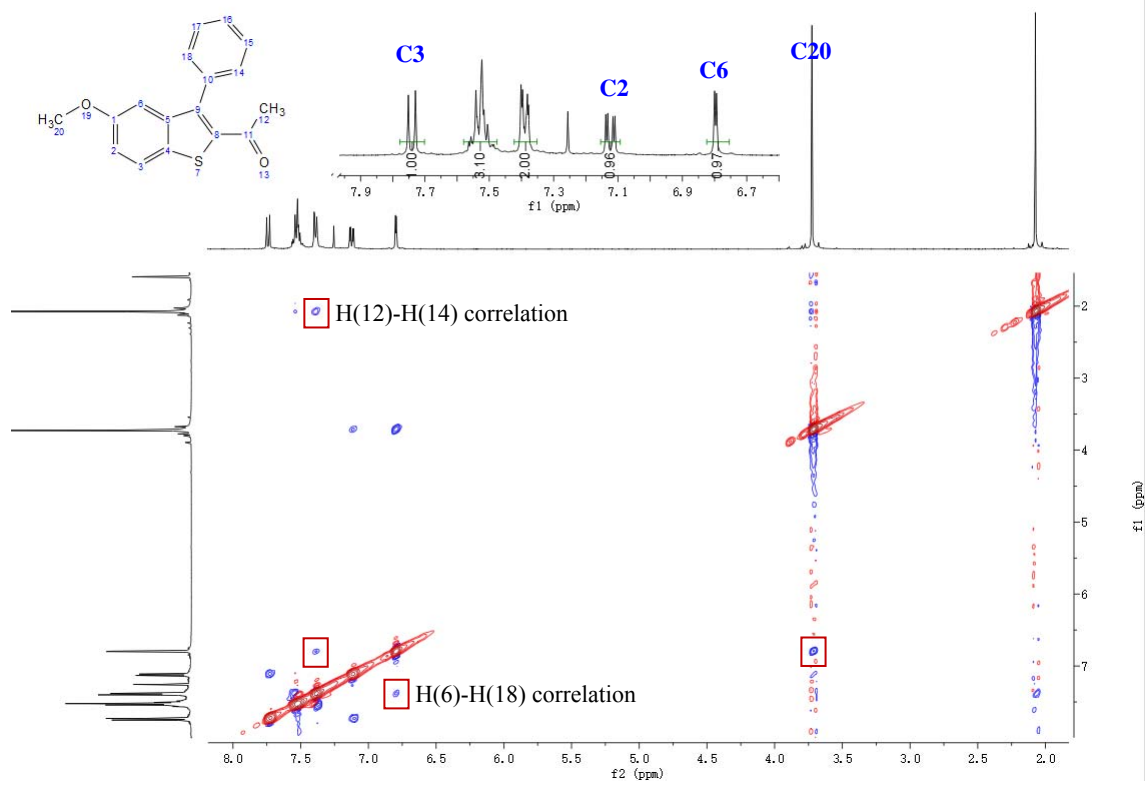 17
16
15
18
14
10
CH₃
12
O
19
6
9
H₃C
20
1
5
8
11
2
4
S
7
O
13
3
C3
C2
C6
C20
1.00
3.10
2.00
0.96
0.97
7.9 7.7 7.5 7.3 7.1 6.9 6.7
f1 (ppm)
H(12)-H(14) correlation
H(6)-H(18) correlation
2
3
4
5
6
7
f1 (ppm)
8.0 7.5 7.0 6.5 6.0 5.5 5.0 4.5 4.0 3.5 3.0 2.5 2.0
f2 (ppm)